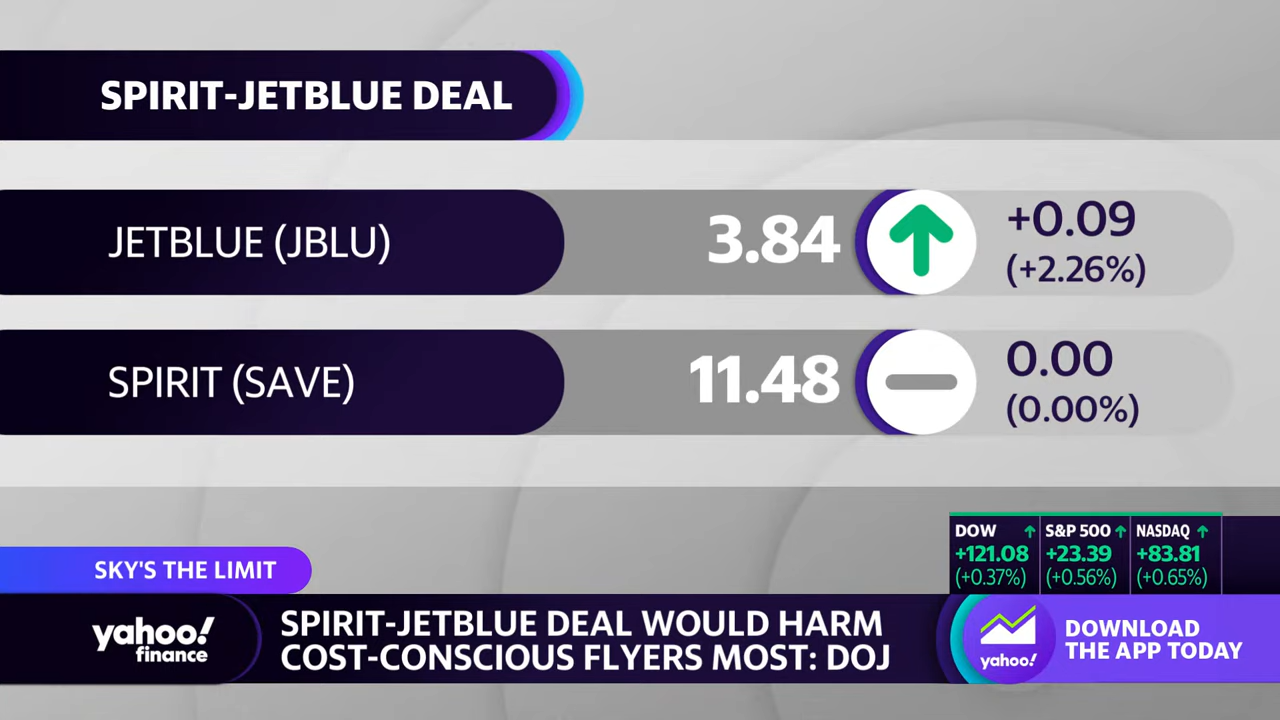 SPIRIT-JETBLUE DEAL
JETBLUE (JBLU)
3.84
+0.09
(+2.26%)
SPIRIT (SAVE)
11.48
0.00
(0.00%)
DOW
+121.08
(+0.37%)
S&P 500
+23.39
(+0.56%)
NASDAQ
+83.81
(+0.65%)
SKY'S THE LIMIT
yahoo!
finance
SPIRIT-JETBLUE DEAL WOULD HARM
COST-CONSCIOUS FLYERS MOST: DOJ
yahoo!
DOWNLOAD
THE APP TODAY